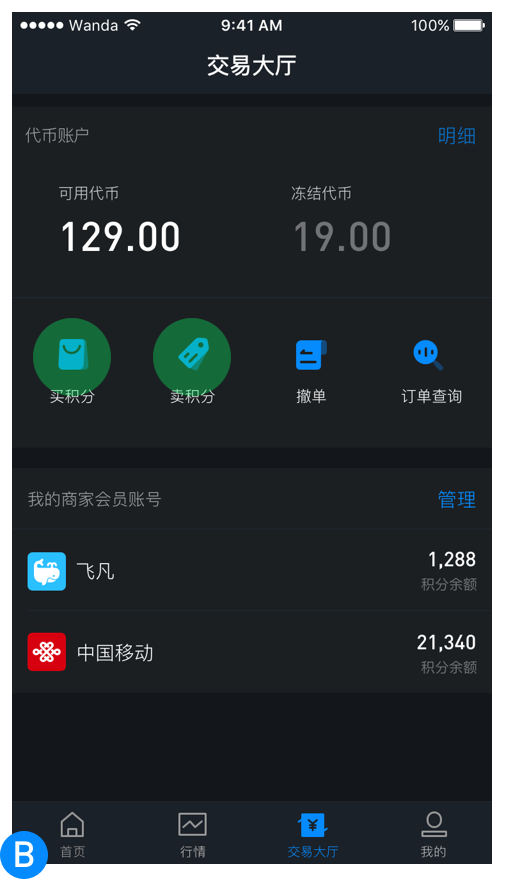 Wanda 9:41 AM 100%
交易大厅
代币账户 明细
可用代币 冻结代币
129.00 19.00
买积分 卖积分 撤单 订单查询
我的商家会员账号 管理
飞凡 1,288
积分余额
中国移动 21,340
积分余额
¥
首页 行情 交易大厅 我的
B